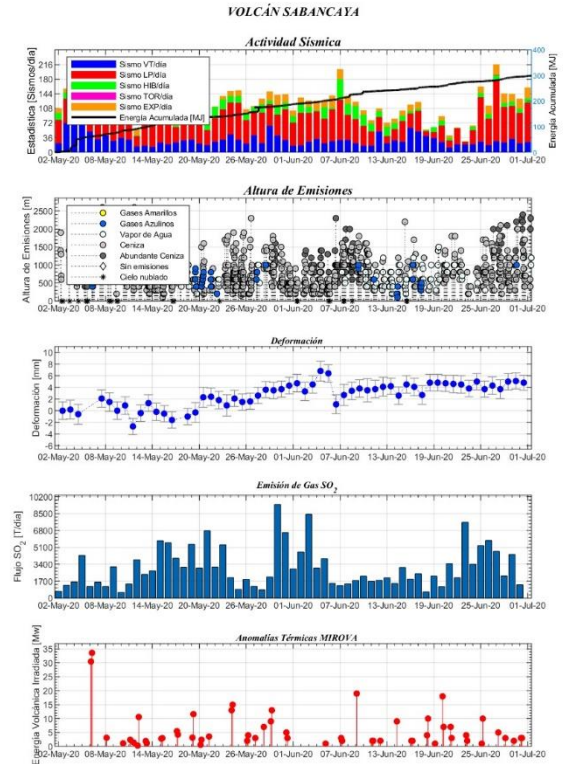 VOLCÁN SABANCAYA
Actividad Sísmica
Estadística [Sismos/día]
216
180
144
108
72
36
0
Sismo VT/día
Sismo LP/día
Sismo HIB/día
Sismo TOR/día
Sismo EXP/día
Energía Acumulada [MJ]
400
300
200
100
0
Energía Acumulada [MJ]
02-May-20 08-May-20 14-May-20 20-May-20 26-May-20 01-Jun-20 07-Jun-20 13-Jun-20 19-Jun-20 25-Jun-20 01-Jul-20
Altura de Emisiones
Altura de Emisiones [m]
2500
2000
1500
1000
500
0
Gases Amarillos
Gases Azulinos
Vapor de Agua
Ceniza
Abundante Ceniza
Sin emisiones
Cielo nublado
02-May-20 08-May-20 14-May-20 20-May-20 26-May-20 01-Jun-20 07-Jun-20 13-Jun-20 19-Jun-20 25-Jun-20 01-Jul-20
Deformación
Deformación [mm]
10
8
6
4
2
0
-2
-4
-6
02-May-20 08-May-20 14-May-20 20-May-20 26-May-20 01-Jun-20 07-Jun-20 13-Jun-20 19-Jun-20 25-Jun-20 01-Jul-20
Emisión de Gas SO2
Flujo SO2 [T/día]
10200
8500
6800
5100
3400
1700
0
02-May-20 08-May-20 14-May-20 20-May-20 26-May-20 01-Jun-20 07-Jun-20 13-Jun-20 19-Jun-20 25-Jun-20 01-Jul-20
Anomalías Térmicas MIROVA
Energía Volcánica Irradiada [Mw]
35
30
25
20
15
10
5
0
02-May-20 08-May-20 14-May-20 20-May-20 26-May-20 01-Jun-20 07-Jun-20 13-Jun-20 19-Jun-20 25-Jun-20 01-Jul-20